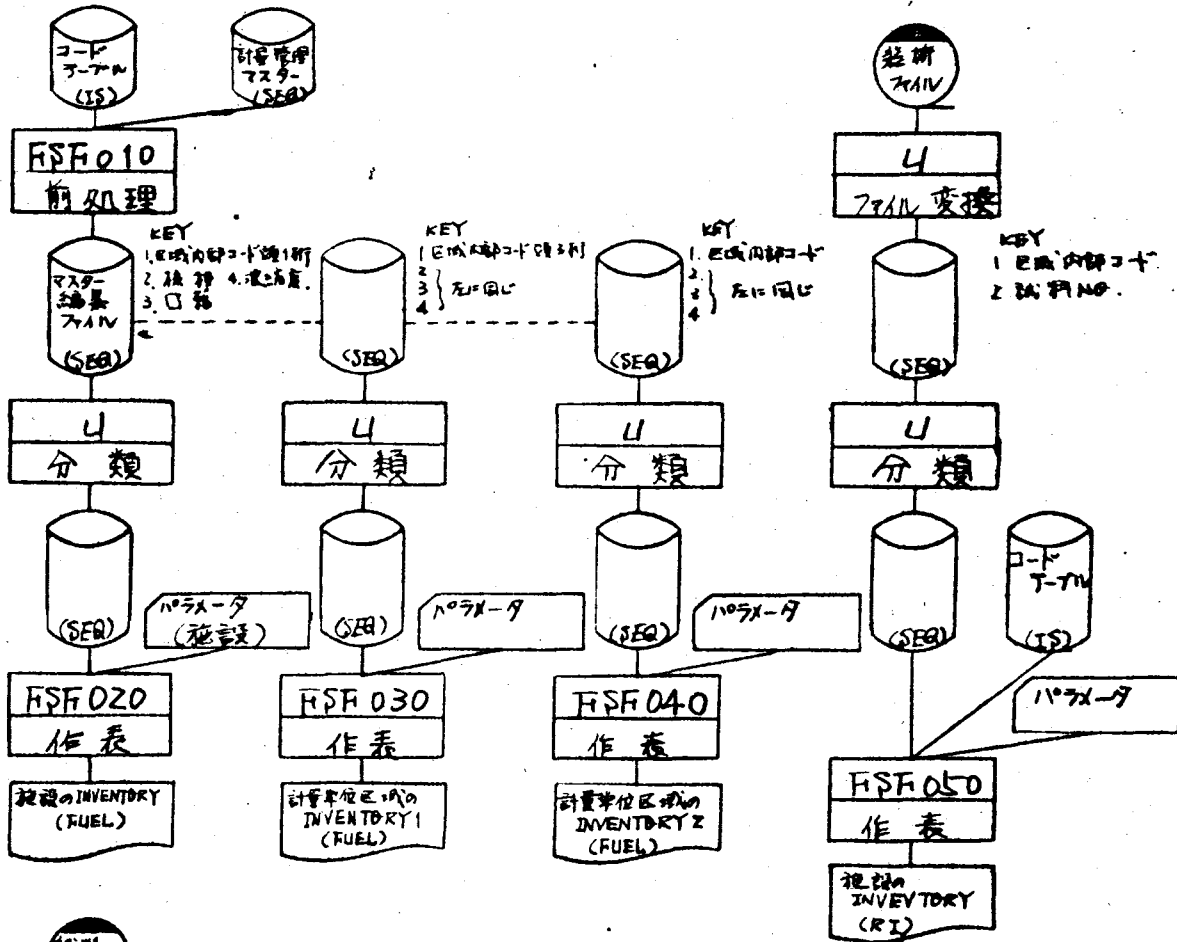 コード
テーブル
(IS)
計量管理
マスター
(SEQ)
ファイル
FSF010
前処理
U
ファイル変換
KEY
1.区域内部コード頭1桁
2.核種 4.濃縮度.
3.
マスター
編集
ファイル
(SEQ)
KEY
1 区域内部コード頭3桁
2
3 左に同じ
4
KEY
1. 区域内部コード
2.
3 左に同じ
4
(SEQ)
(SEQ)
KEY
1 区域内部コード
2 試料NO.
(SEQ)
U
分類
U
分類
U
分類
U
分類
(SEQ)
パラメータ
(施設)
(SEQ)
パラメータ
(SEQ)
パラメータ
(SEQ)
コード
テーブル
(IS)
パラメータ
FSF020
作表
FSF030
作表
FSF040
作表
FSF050
作表
施設のINVENTORY
(FUEL)
計量単位区域の
INVENTORY1
(FUEL)
計量単位区域の
INVENTORY2
(FUEL)
施設の
INVEVTORY
(RI)